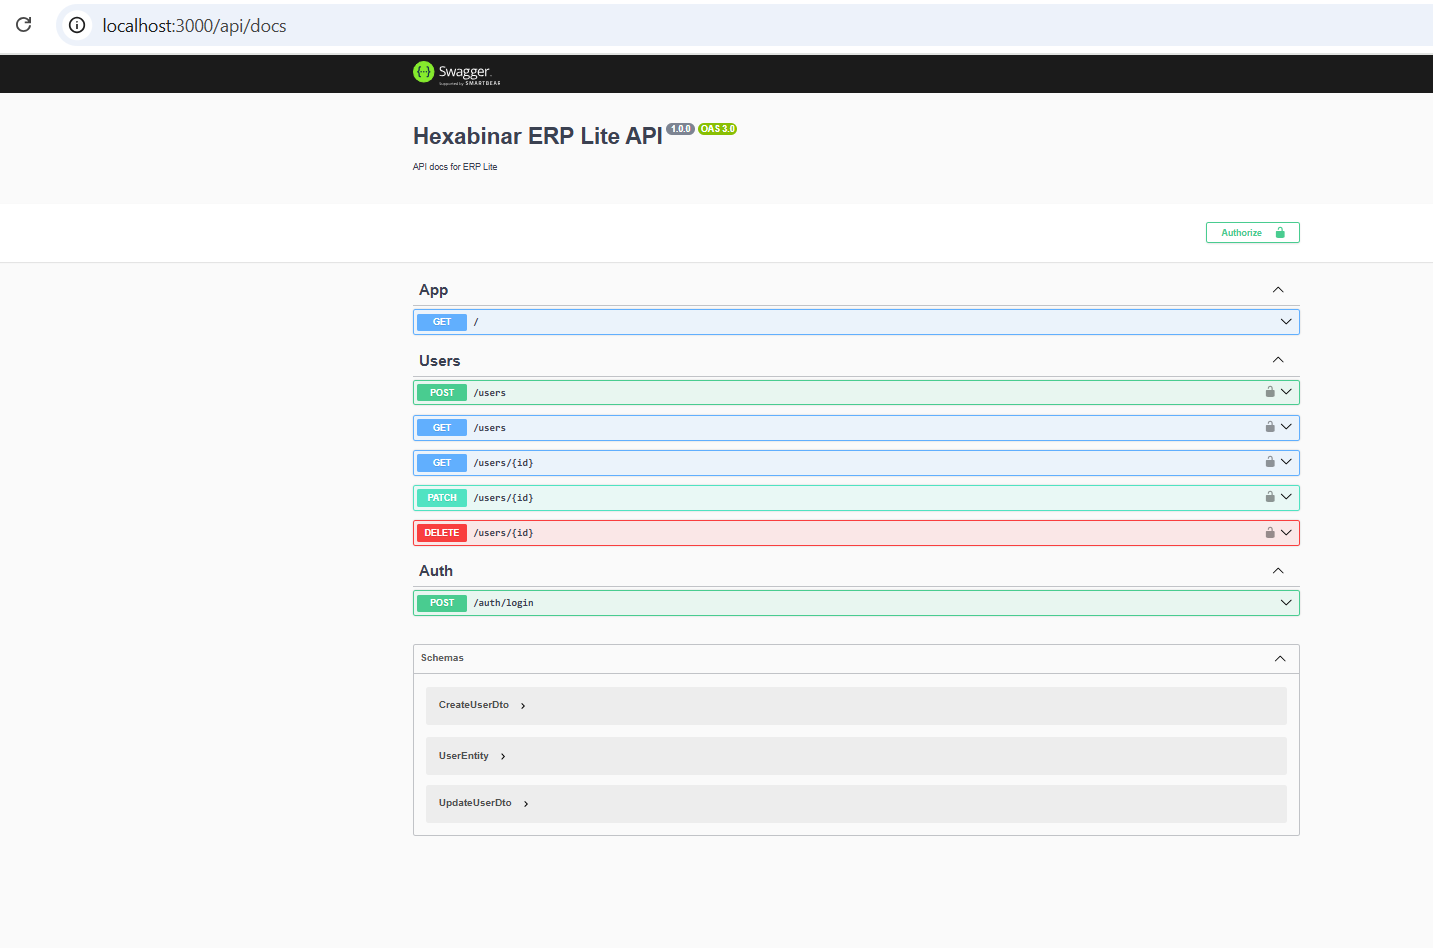 localhost:3000/api/docs
Swagger.
Supported by SMARTBEAR
Hexabinar ERP Lite API 1.0.0 OAS 3.0
API docs for ERP Lite
Authorize
App
GET /
Users
POST /users
GET /users
GET /users/{id}
PATCH /users/{id}
DELETE /users/{id}
Auth
POST /auth/login
Schemas
CreateUserDto
UserEntity
UpdateUserDto